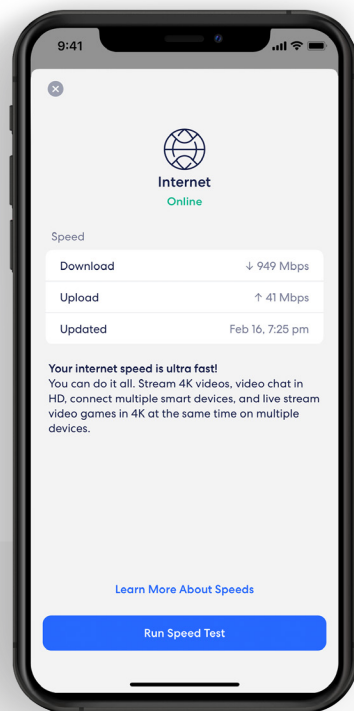 9:41
Internet
Online
Speed
Download ↓ 949 Mbps
Upload ↑ 41 Mbps
Updated Feb 16, 7:25 pm
Your internet speed is ultra fast!
You can do it all. Stream 4K videos, video chat in
HD, connect multiple smart devices, and live stream
video games in 4K at the same time on multiple
devices.
Learn More About Speeds
Run Speed Test